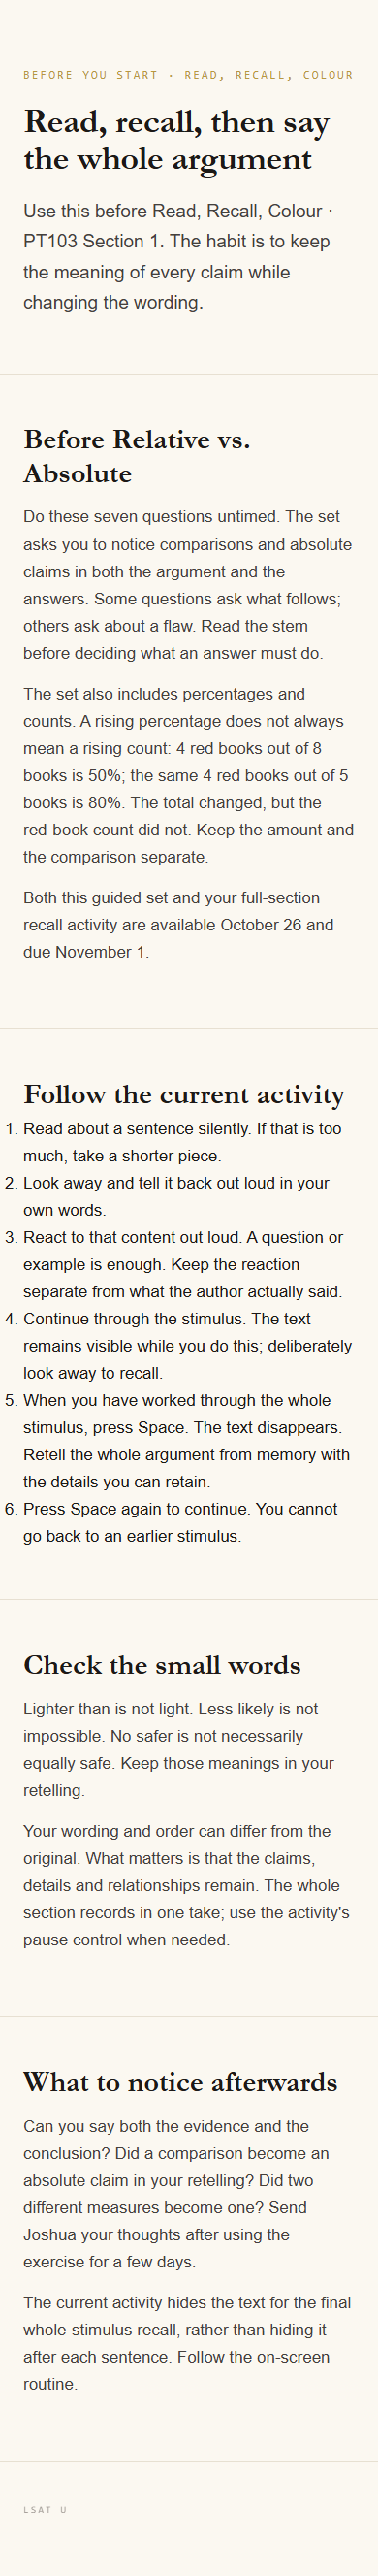 BEFORE YOU START · READ, RECALL, COLOUR
Read, recall, then say
the whole argument
Use this before Read, Recall, Colour ·
PT103 Section 1. The habit is to keep
the meaning of every claim while
changing the wording.
Before Relative vs.
Absolute
Do these seven questions untimed. The set
asks you to notice comparisons and absolute
claims in both the argument and the
answers. Some questions ask what follows;
others ask about a flaw. Read the stem
before deciding what an answer must do.
The set also includes percentages and
counts. A rising percentage does not always
mean a rising count: 4 red books out of 8
books is 50%; the same 4 red books out of 5
books is 80%. The total changed, but the
red-book count did not. Keep the amount and
the comparison separate.
Both this guided set and your full-section
recall activity are available October 26 and
due November 1.
Follow the current activity
1. Read about a sentence silently. If that is too
much, take a shorter piece.
2. Look away and tell it back out loud in your
own words.
3. React to that content out loud. A question or
example is enough. Keep the reaction
separate from what the author actually said.
4. Continue through the stimulus. The text
remains visible while you do this; deliberately
look away to recall.
5. When you have worked through the whole
stimulus, press Space. The text disappears.
Retell the whole argument from memory with
the details you can retain.
6. Press Space again to continue. You cannot
go back to an earlier stimulus.
Check the small words
Lighter than is not light. Less likely is not
impossible. No safer is not necessarily
equally safe. Keep those meanings in your
retelling.
Your wording and order can differ from the
original. What matters is that the claims,
details and relationships remain. The whole
section records in one take; use the activity's
pause control when needed.
What to notice afterwards
Can you say both the evidence and the
conclusion? Did a comparison become an
absolute claim in your retelling? Did two
different measures become one? Send
Joshua your thoughts after using the
exercise for a few days.
The current activity hides the text for the final
whole-stimulus recall, rather than hiding it
after each sentence. Follow the on-screen
routine.
LSAT U